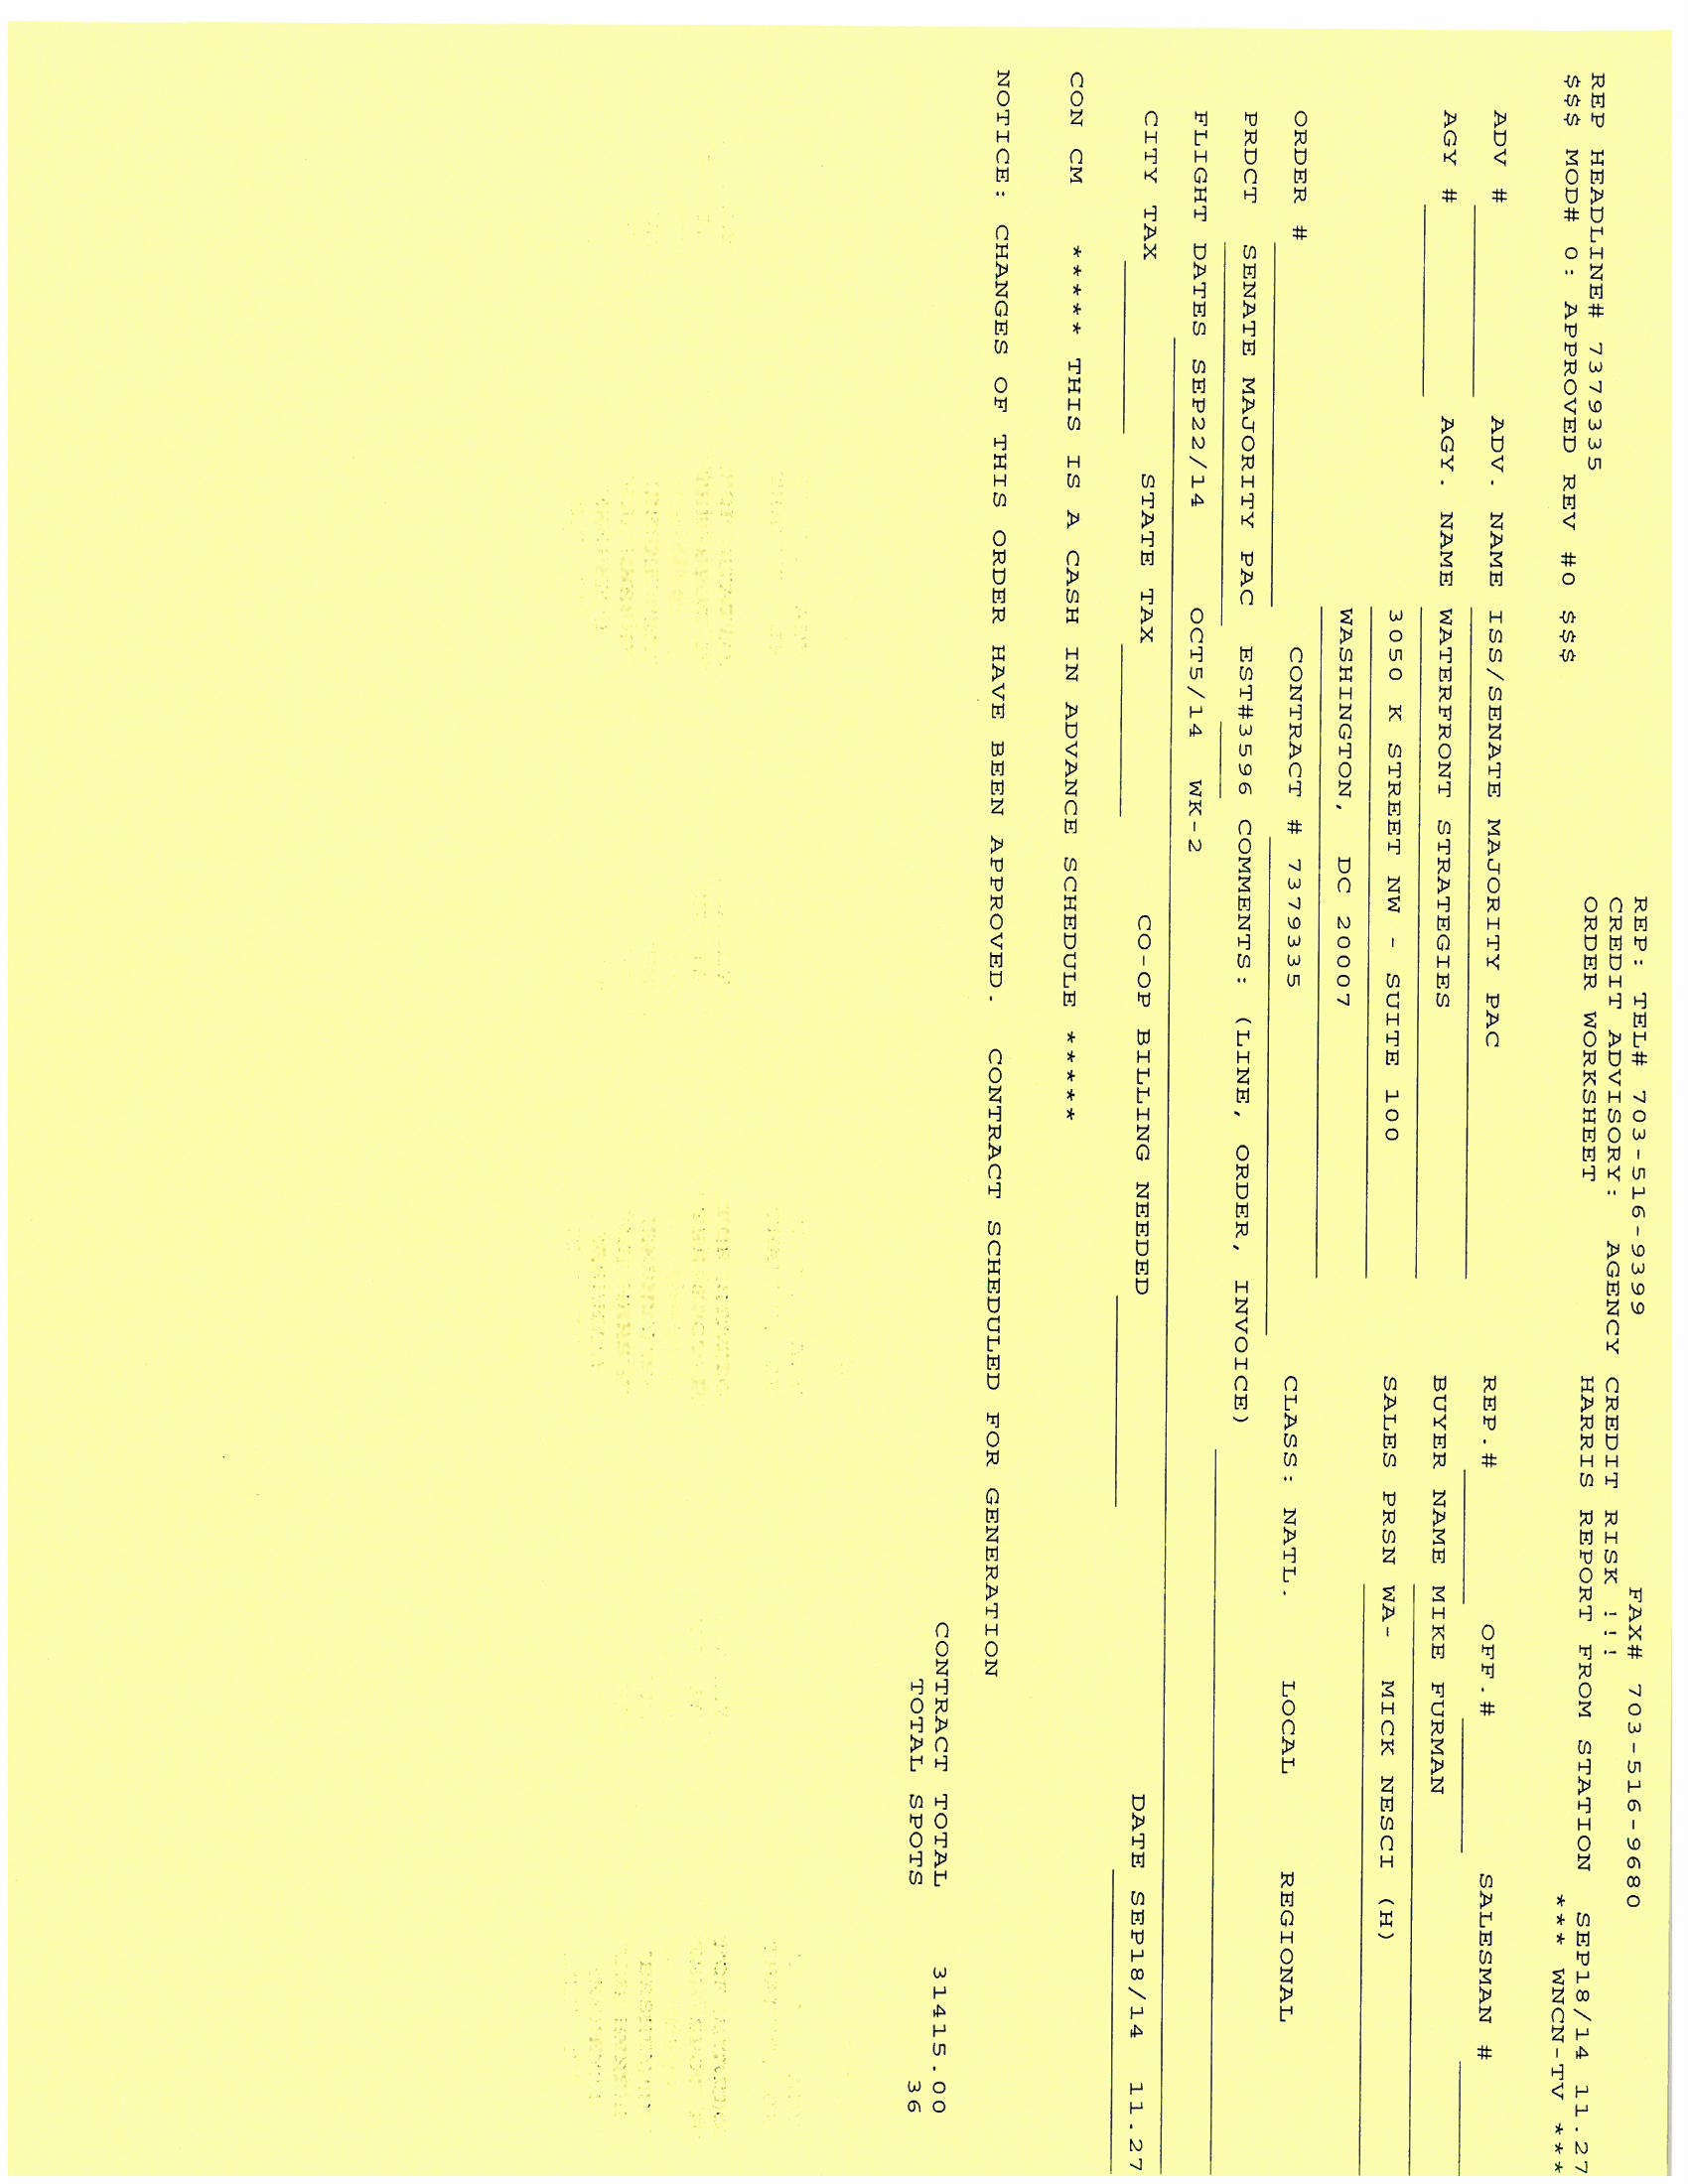 REP: TEL# 703-516-9399 FAX# 703-516-9680
CREDIT ADVISORY: AGENCY CREDIT RISK !!!
REP HEADLINE# 7379335 ORDER WORKSHEET HARRIS REPORT FROM STATION SEP18/14 11.27
$$$ MOD# 0: APPROVED REV #0 $$$ *** WNCN-TV ***
ADV # ADV. NAME ISS/SENATE MAJORITY PAC REP.# OFF.# SALESMAN #
AGY # AGY. NAME WATERFRONT STRATEGIES BUYER NAME MIKE FURMAN
3050 K STREET NW - SUITE 100 SALES PRSN WA- MICK NESCI (H)
WASHINGTON, DC 20007
ORDER # CONTRACT # 7379335 CLASS: NATL. LOCAL REGIONAL
PRDCT SENATE MAJORITY PAC EST#3596 COMMENTS: (LINE, ORDER, INVOICE)
FLIGHT DATES SEP22/14 OCT5/14 WK-2
CITY TAX STATE TAX CO-OP BILLING NEEDED DATE SEP18/14 11.27
CON CM ***** THIS IS A CASH IN ADVANCE SCHEDULE *****
NOTICE: CHANGES OF THIS ORDER HAVE BEEN APPROVED. CONTRACT SCHEDULED FOR GENERATION
CONTRACT TOTAL 31415.00
TOTAL SPOTS 36